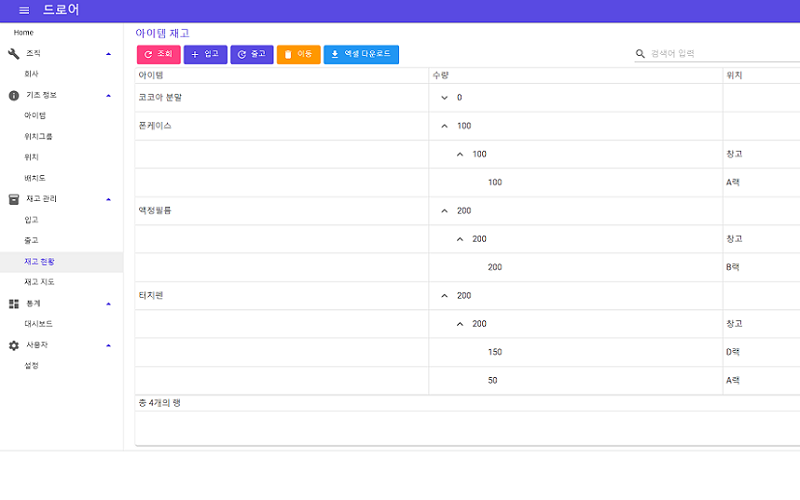 드로어
Home
조직
회사
기초 정보
아이템
위치그룹
위치
배치도
재고 관리
입고
출고
재고 현황
재고 지도
통계
대시보드
사용자
설정
아이템 재고
조회 입고 출고 이동 엑셀 다운로드 검색어 입력
아이템 수량 위치
코코아 분말 0
폰케이스 100
100 창고
100 A랙
액정필름 200
200 창고
200 B랙
터치펜 200
200 창고
150 D랙
50 A랙
총 4개의 행